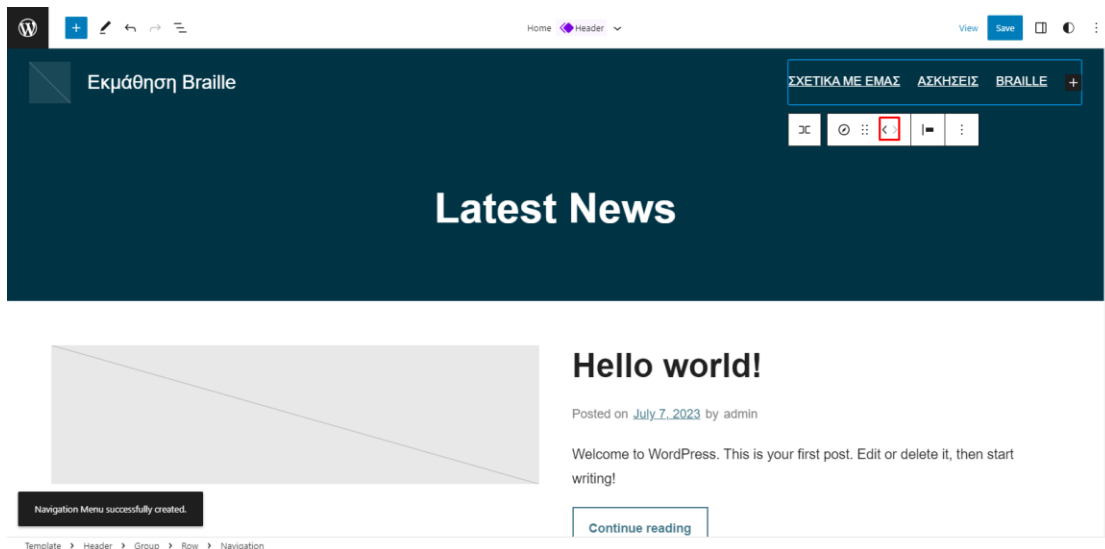 Home Header View Save
Εκμάθηση Braille
ΣΧΕΤΙΚΑ ΜΕ ΕΜΑΣ ΑΣΚΗΣΕΙΣ BRAILLE +
Latest News
Hello world!
Posted on July 7, 2023 by admin
Welcome to WordPress. This is your first post. Edit or delete it, then start
writing!
Continue reading
Navigation Menu successfully created.
Template > Header > Group > Row > Navigation